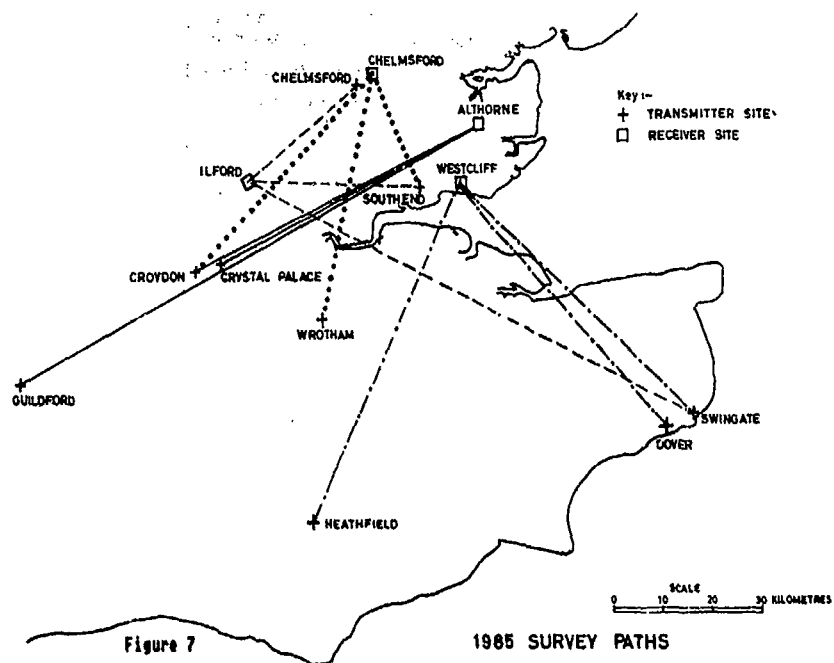 CHELMSFORD
CHELMSFORD
ALTHORNE
Key :-
+ TRANSMITTER SITE
□ RECEIVER SITE
ILFORD
WESTCLIFF
SOUTHEND
CROYDON
CRYSTAL PALACE
WROTHAM
GUILDFORD
SWINGATE
DOVER
HEATHFIELD
SCALE
0 10 20 30 KILOMETRES
Figure 7
1985 SURVEY PATHS